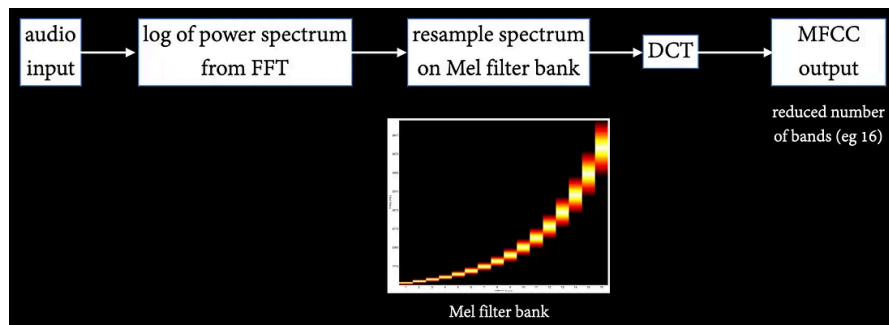 audio
input
log of power spectrum
from FFT
resample spectrum
on Mel filter bank
DCT
MFCC
output
reduced number
of bands (eg 16)
Mel filter bank